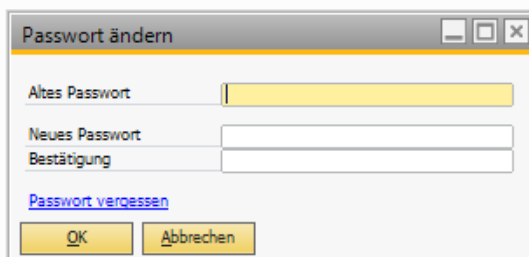 Passwort ändern
Altes Passwort
Neues Passwort
Bestätigung
Passwort vergessen
OK
Abbrechen